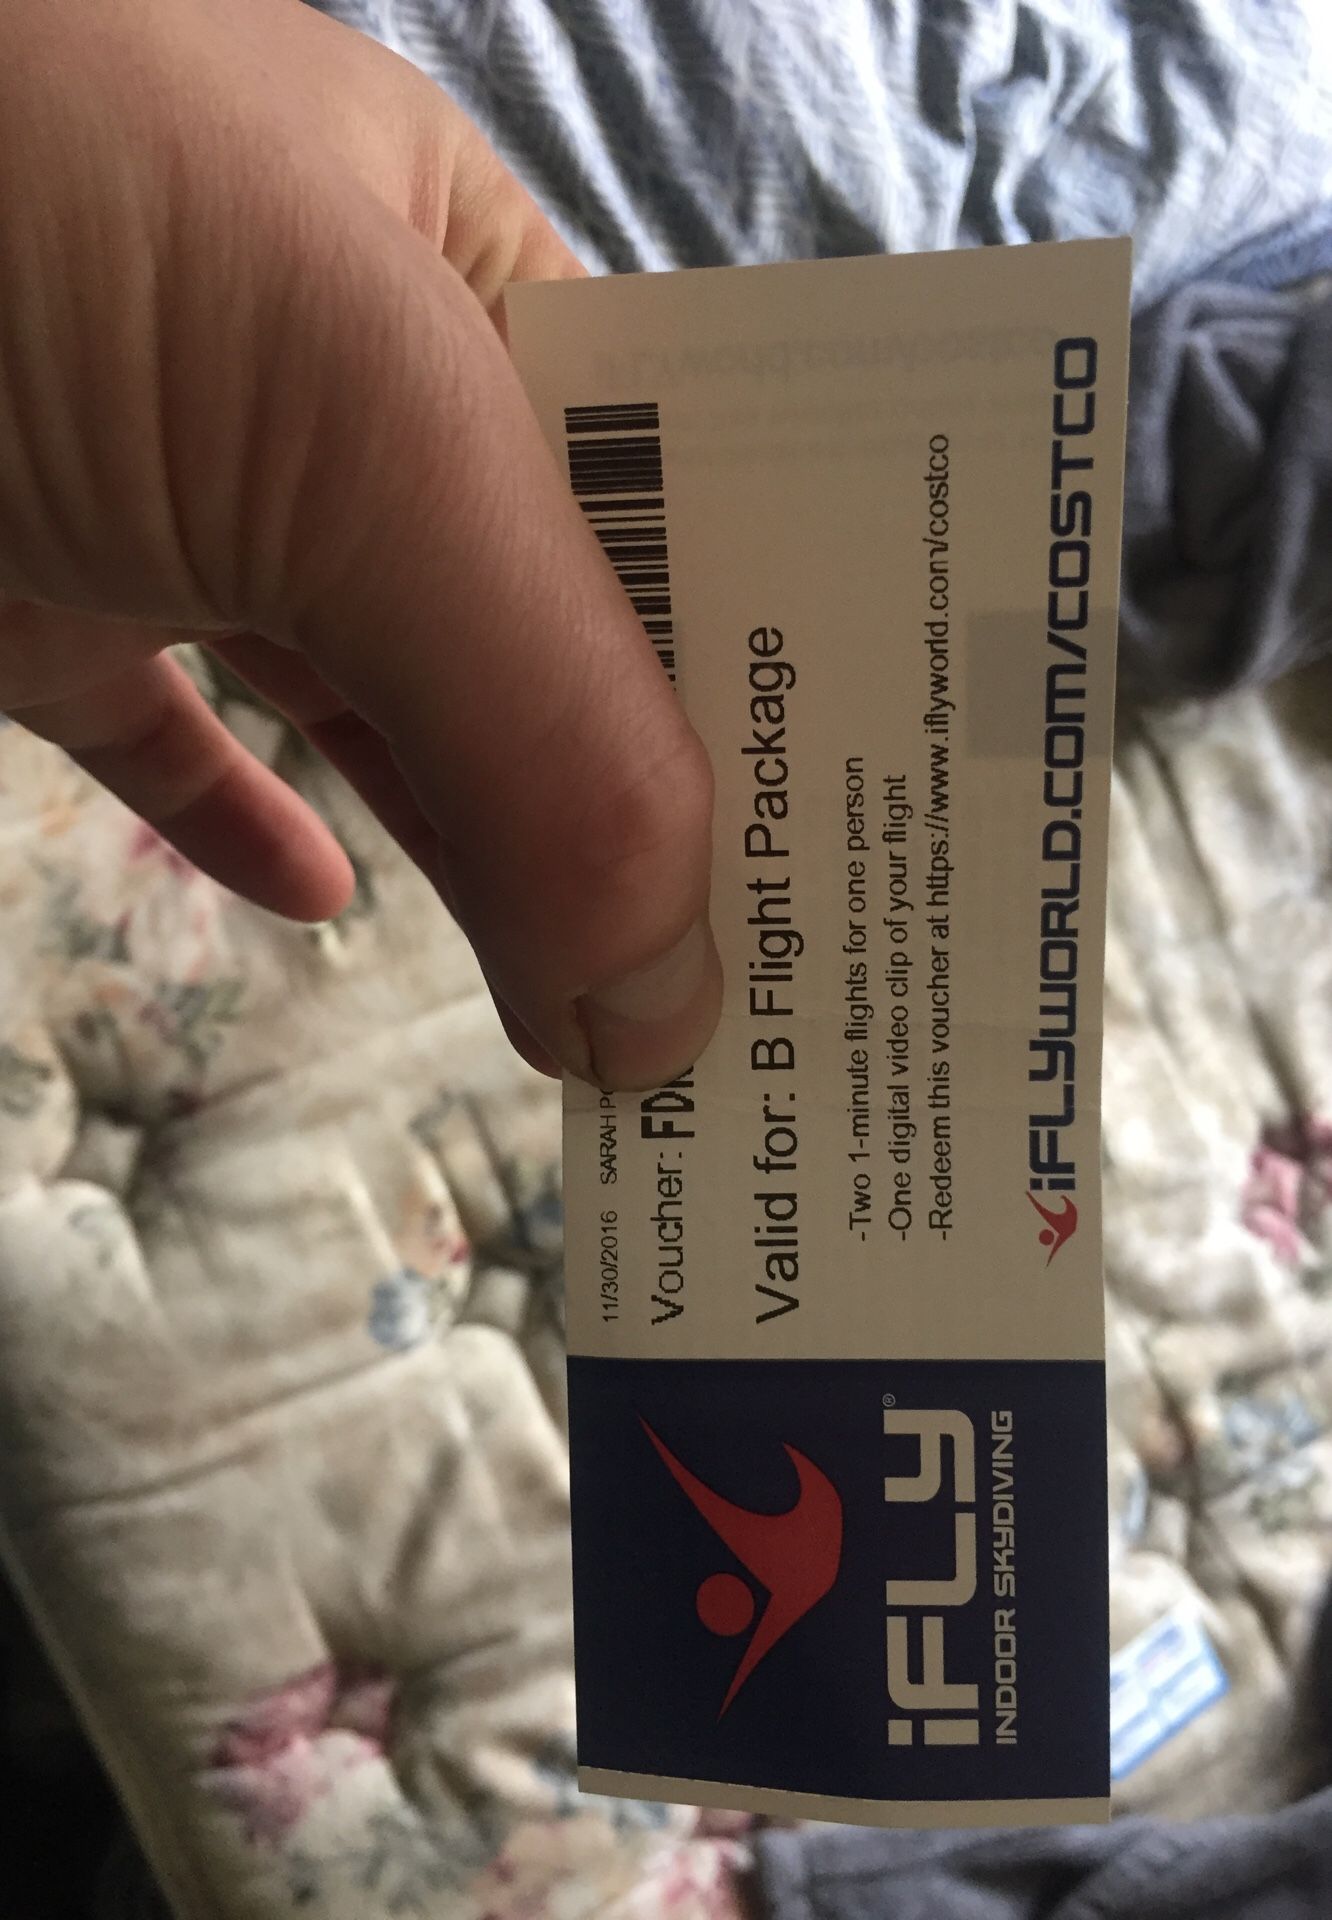 11/30/2016 SARAH
Voucher:
Valid for: B Flight Package
-Two 1-minute flights for one person
-One digital video clip of your flight
-Redeem this voucher at https://www.iflyworld.com/costco
iFLYWORLD.COM/COSTCO
iFLY®
INDOOR SKYDIVING